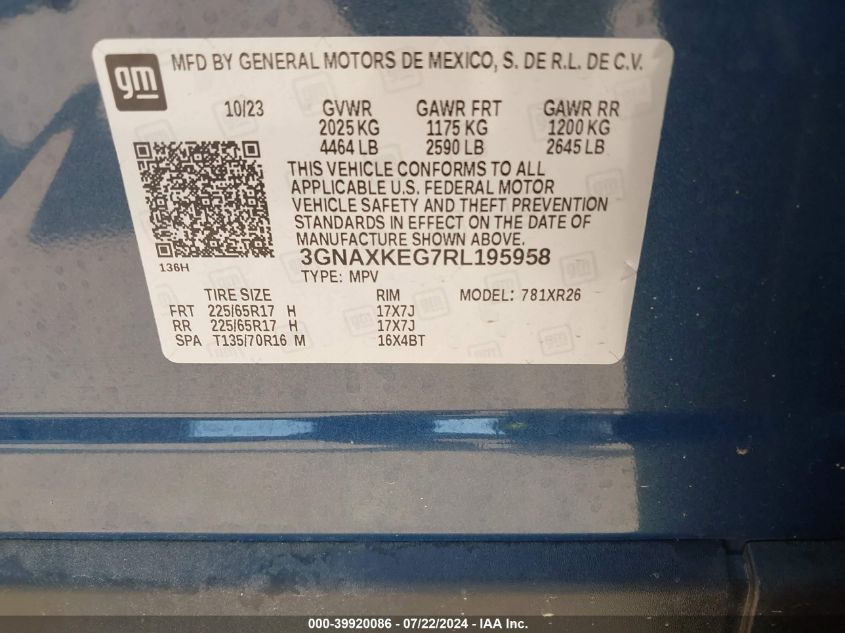 gm
MFD BY GENERAL MOTORS DE MEXICO, S. DE R.L. DE C.V.
10/23 GVWR GAWR FRT GAWR RR
2025 KG 1175 KG 1200 KG
4464 LB 2590 LB 2645 LB
THIS VEHICLE CONFORMS TO ALL
APPLICABLE U.S. FEDERAL MOTOR
VEHICLE SAFETY AND THEFT PREVENTION
STANDARDS IN EFFECT ON THE DATE OF
MANUFACTURE SHOWN ABOVE.
136H
3GNAXKEG7RL195958
TYPE: MPV
TIRE SIZE RIM MODEL: 781XR26
FRT 225/65R17 H 17X7J
RR 225/65R17 H 17X7J
SPA T135/70R16 M 16X4BT
000-39920086 - 07/22/2024 - IAA Inc.